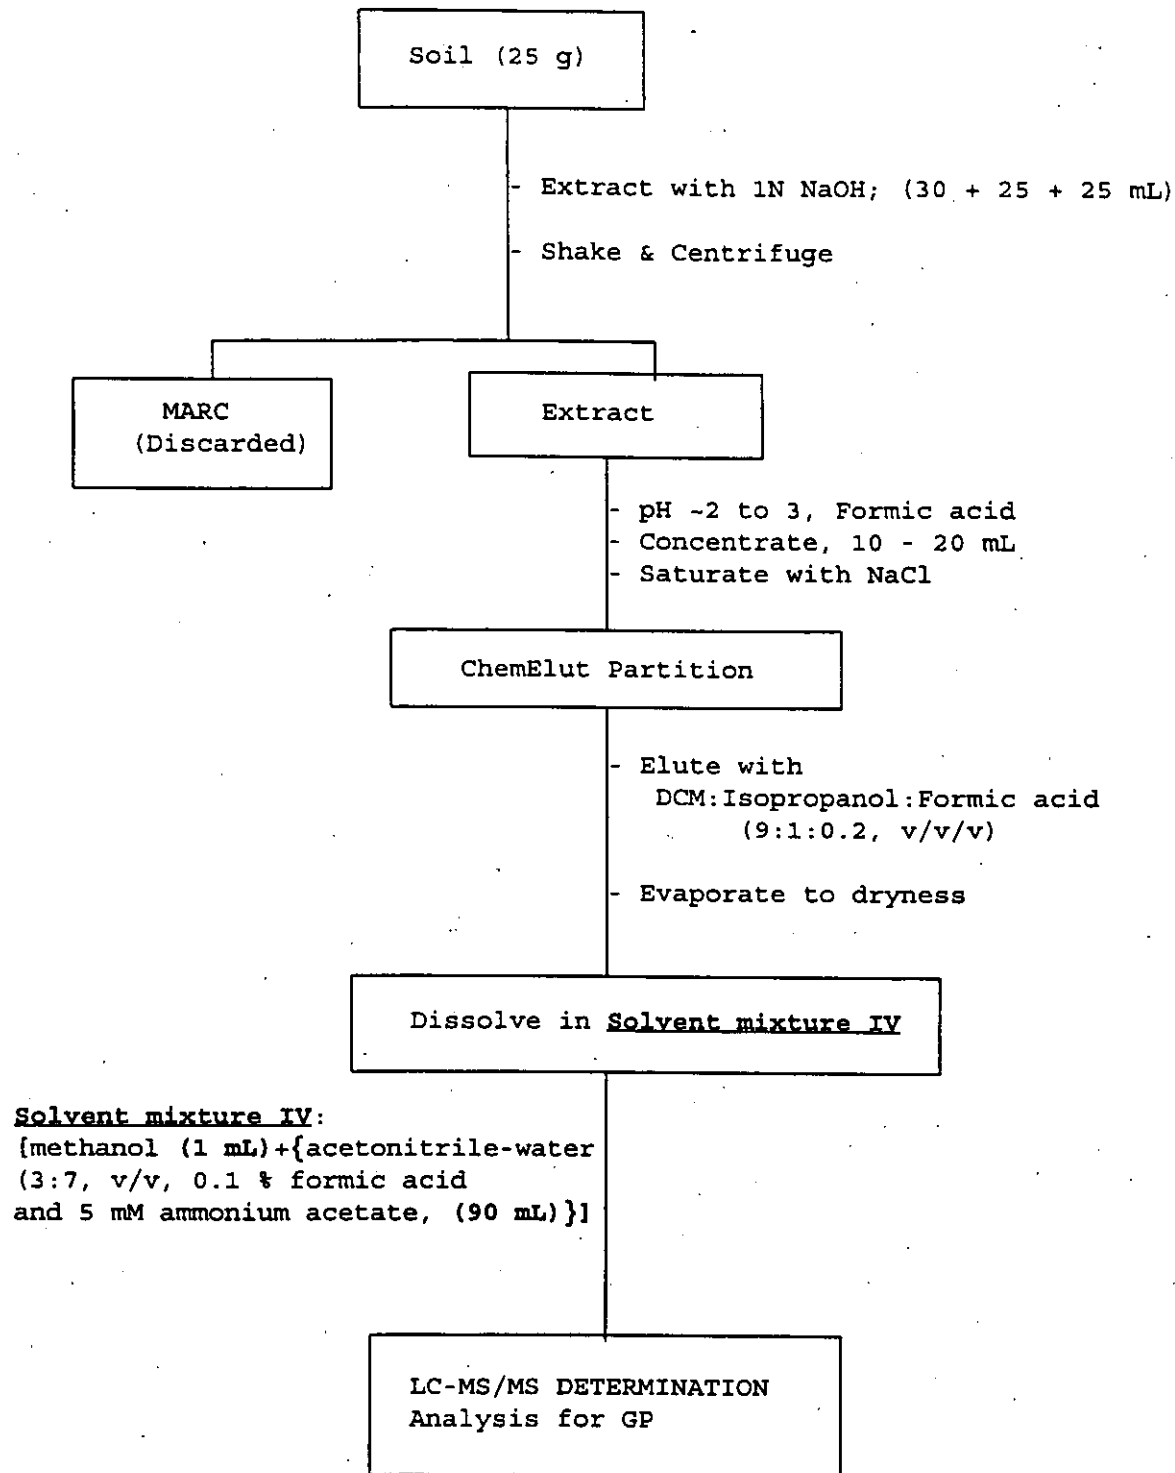 Soil (25 g)
- Extract with 1N NaOH; (30 + 25 + 25 mL)
- Shake & Centrifuge
MARC
(Discarded)
Extract
- pH ~2 to 3, Formic acid
- Concentrate, 10 - 20 mL
- Saturate with NaCl
ChemElut Partition
- Elute with
DCM:Isopropanol:Formic acid
(9:1:0.2, v/v/v)
- Evaporate to dryness
Dissolve in Solvent mixture IV
Solvent mixture IV:
[methanol (1 mL)+{acetonitrile-water
(3:7, v/v, 0.1 % formic acid
and 5 mM ammonium acetate, (90 mL)}]
LC-MS/MS DETERMINATION
Analysis for GP